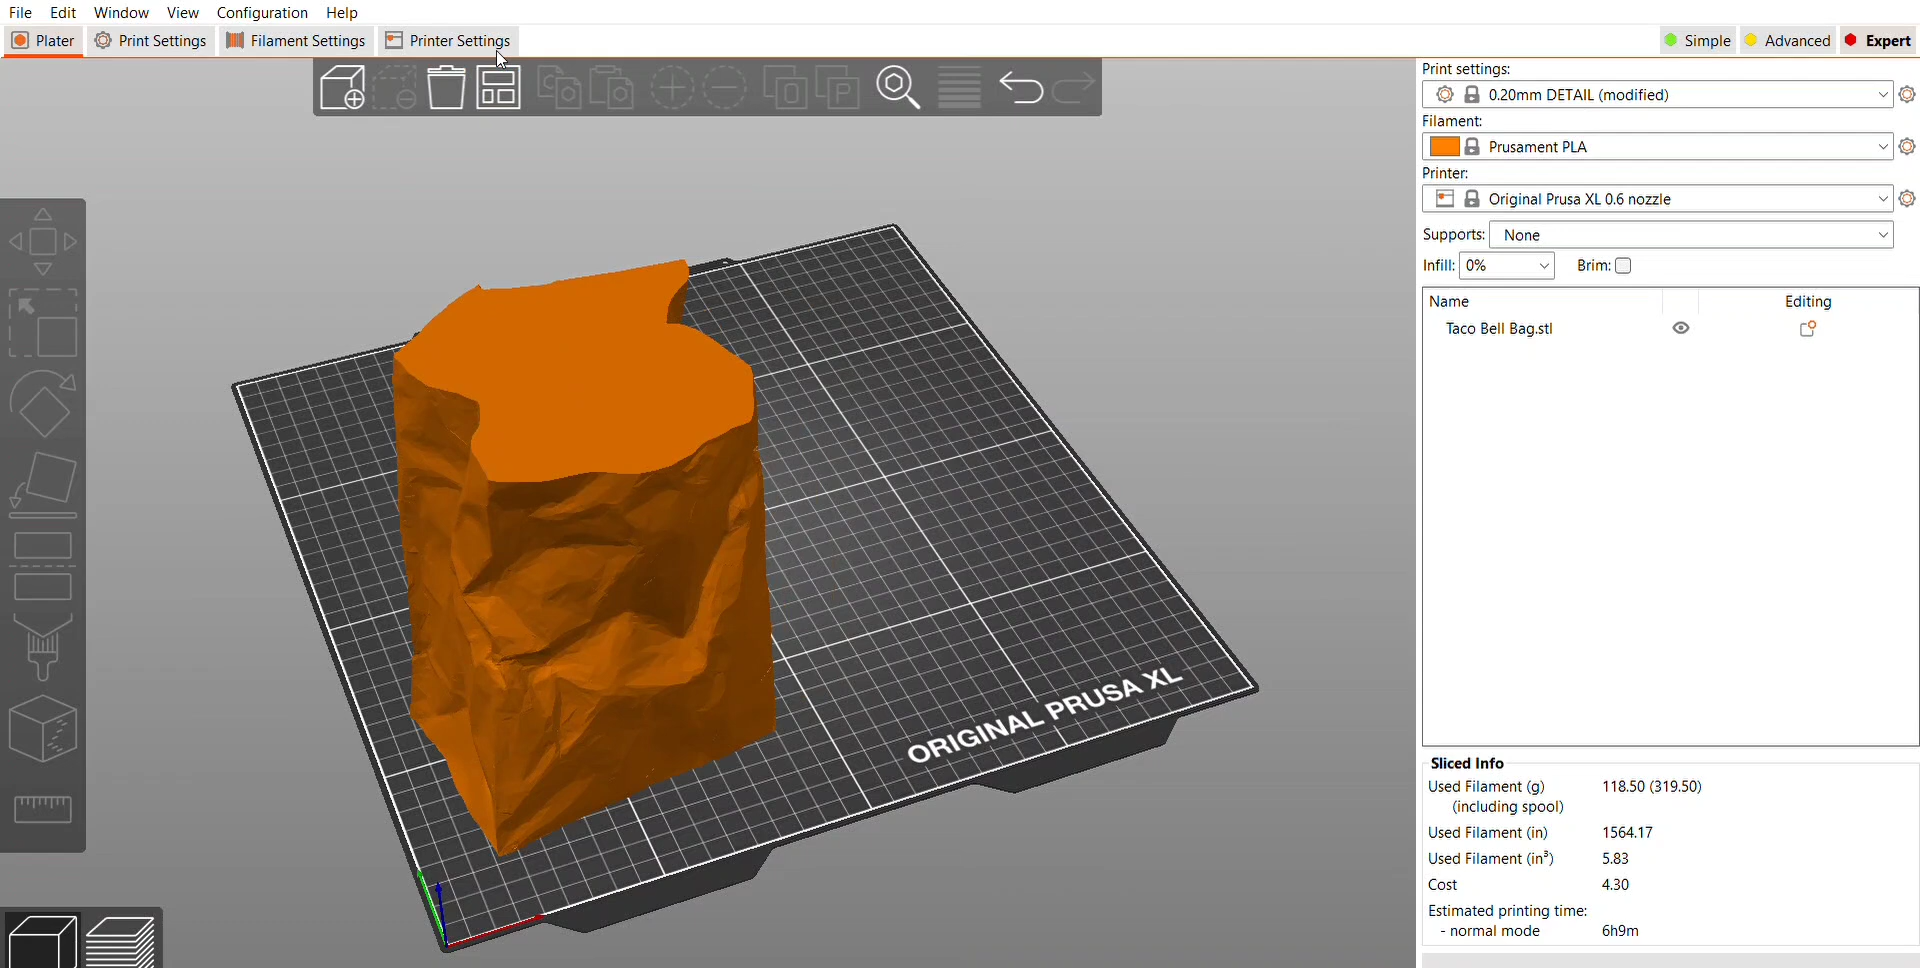 File Edit Window View Configuration Help
Plater Print Settings Filament Settings Printer Settings Simple Advanced Expert
Print settings:
0.20mm DETAIL (modified)
Filament:
Prusament PLA
Printer:
Original Prusa XL 0.6 nozzle
Supports: None
Infill: 0% Brim:
Name Editing
Taco Bell Bag.stl
ORIGINAL PRUSA XL
Sliced Info
Used Filament (g) 118.50 (319.50)
(including spool)
Used Filament (in) 1564.17
Used Filament (in³) 5.83
Cost 4.30
Estimated printing time:
- normal mode 6h9m